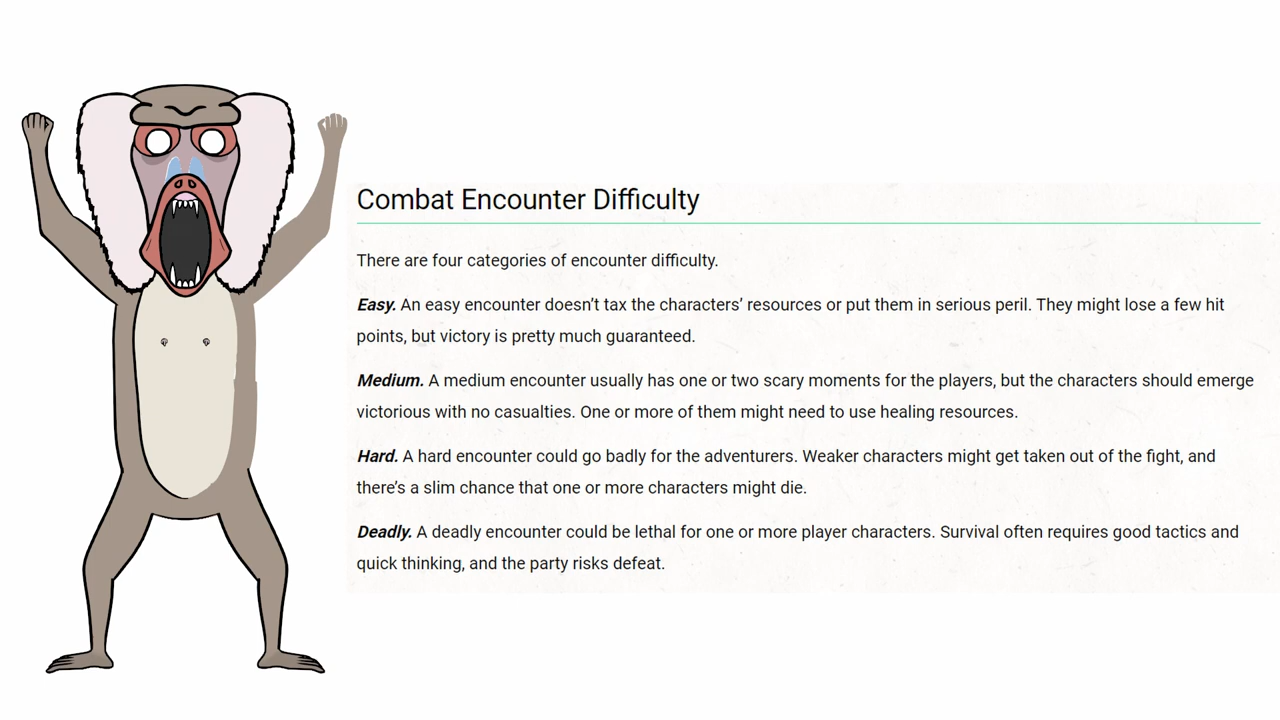 Combat Encounter Difficulty
There are four categories of encounter difficulty.
Easy. An easy encounter doesn’t tax the characters’ resources or put them in serious peril. They might lose a few hit
points, but victory is pretty much guaranteed.
Medium. A medium encounter usually has one or two scary moments for the players, but the characters should emerge
victorious with no casualties. One or more of them might need to use healing resources.
Hard. A hard encounter could go badly for the adventurers. Weaker characters might get taken out of the fight, and
there’s a slim chance that one or more characters might die.
Deadly. A deadly encounter could be lethal for one or more player characters. Survival often requires good tactics and
quick thinking, and the party risks defeat.